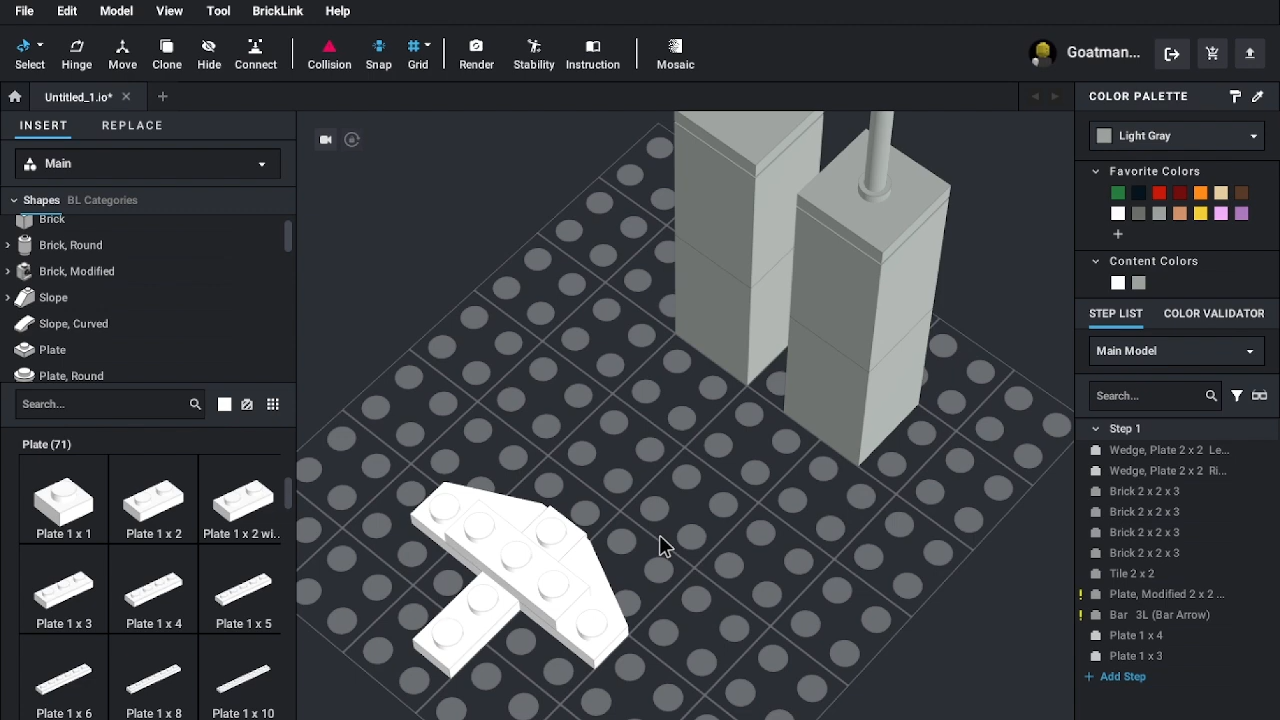 File Edit Model View Tool BrickLink Help
Select Hinge Move Clone Hide Connect Collision Snap Grid Render Stability Instruction Mosaic Goatman...
Untitled_1.io*
INSERT REPLACE
Main
Shapes BL Categories
Brick
Brick, Round
Brick, Modified
Slope
Slope, Curved
Plate
Plate, Round
Search...
Plate (71)
Plate 1 x 1 Plate 1 x 2 Plate 1 x 2 wi..
Plate 1 x 3 Plate 1 x 4 Plate 1 x 5
Plate 1 x 6 Plate 1 x 8 Plate 1 x 10
COLOR PALETTE
Light Gray
Favorite Colors
Content Colors
STEP LIST COLOR VALIDATOR
Main Model
Search...
Step 1
Wedge, Plate 2 x 2 Le...
Wedge, Plate 2 x 2 Ri...
Brick 2 x 2 x 3
Brick 2 x 2 x 3
Brick 2 x 2 x 3
Brick 2 x 2 x 3
Tile 2 x 2
! Plate, Modified 2 x 2 ...
! Bar 3L (Bar Arrow)
Plate 1 x 4
Plate 1 x 3
+ Add Step